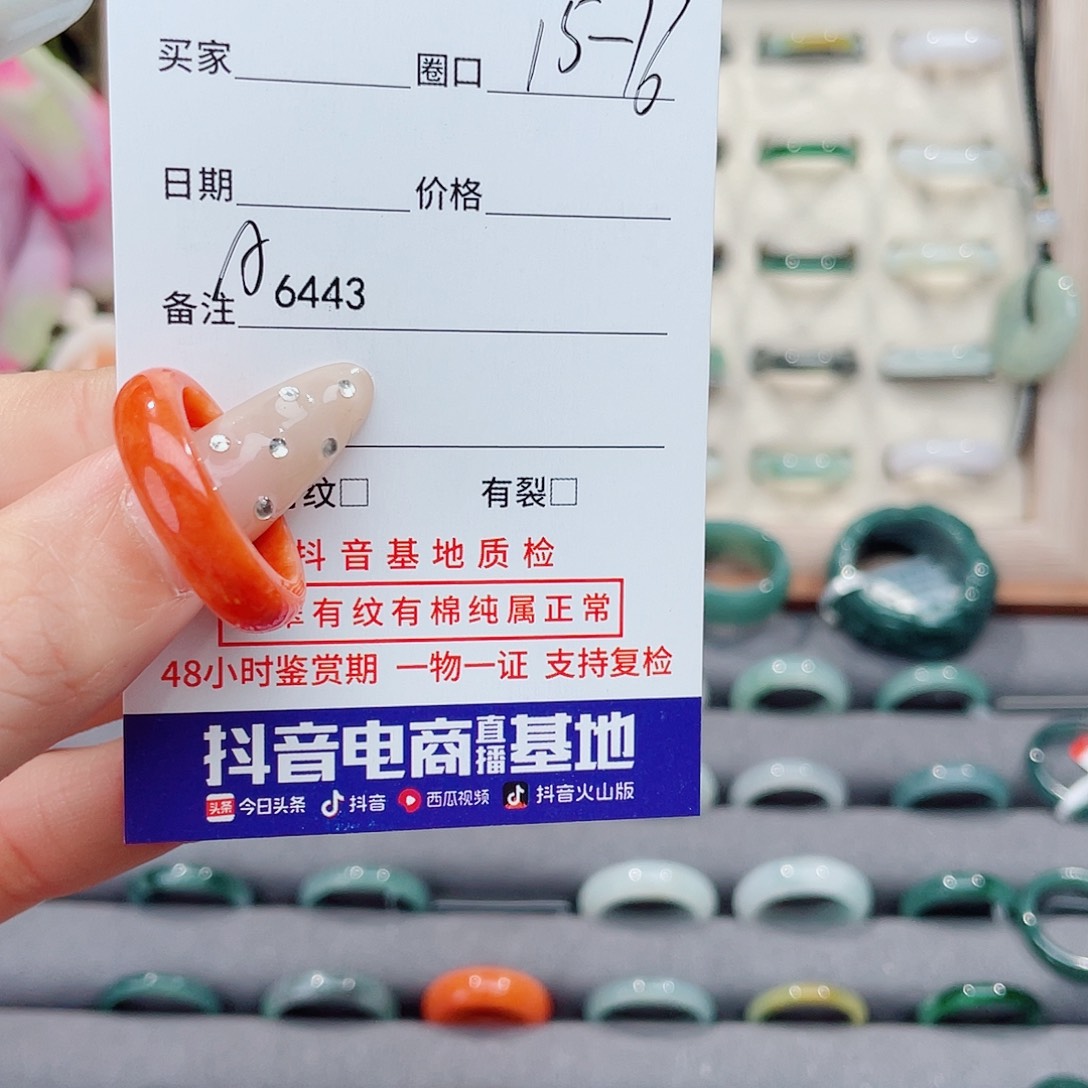 买家 圈口 15-16
日期 价格
备注 A 6443
纹□ 有裂□
抖音基地质检
有纹有棉纯属正常
48小时鉴赏期 一物一证 支持复检
抖音电商直播基地
头条 今日头条 抖音 西瓜视频 抖音火山版